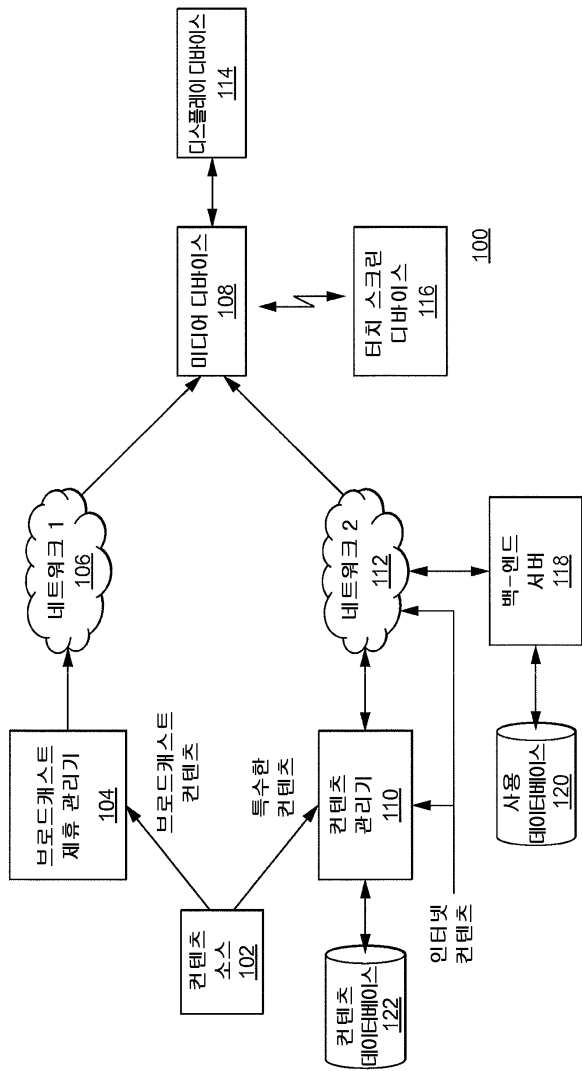 브로드캐스트
제휴 관리기
104
네트워크 1
106
미디어 디바이스
108
디스플레이 디바이스
114
브로드캐스트
컨텐츠
컨텐츠
소스
102
특수한
컨텐츠
컨텐츠
관리기
110
네트워크 2
112
터치 스크린
디바이스
116
100
컨텐츠
데이터베이스
122
인터넷
컨텐츠
사용
데이터베이스
120
백-엔드
서버
118